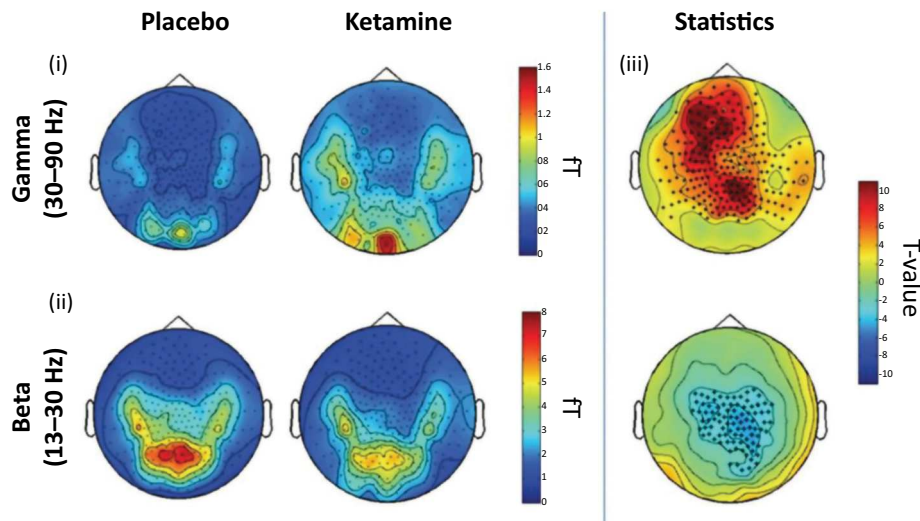 Placebo
Ketamine
Statistics
(i)
(iii)
Gamma
(30–90 Hz)
1.6
1.4
1.2
1
08
06
04
02
0
fT
(ii)
Beta
(13–30 Hz)
8
7
6
5
4
3
2
1
0
fT
10
8
6
4
2
0
-2
-4
-6
-8
-10
T-value